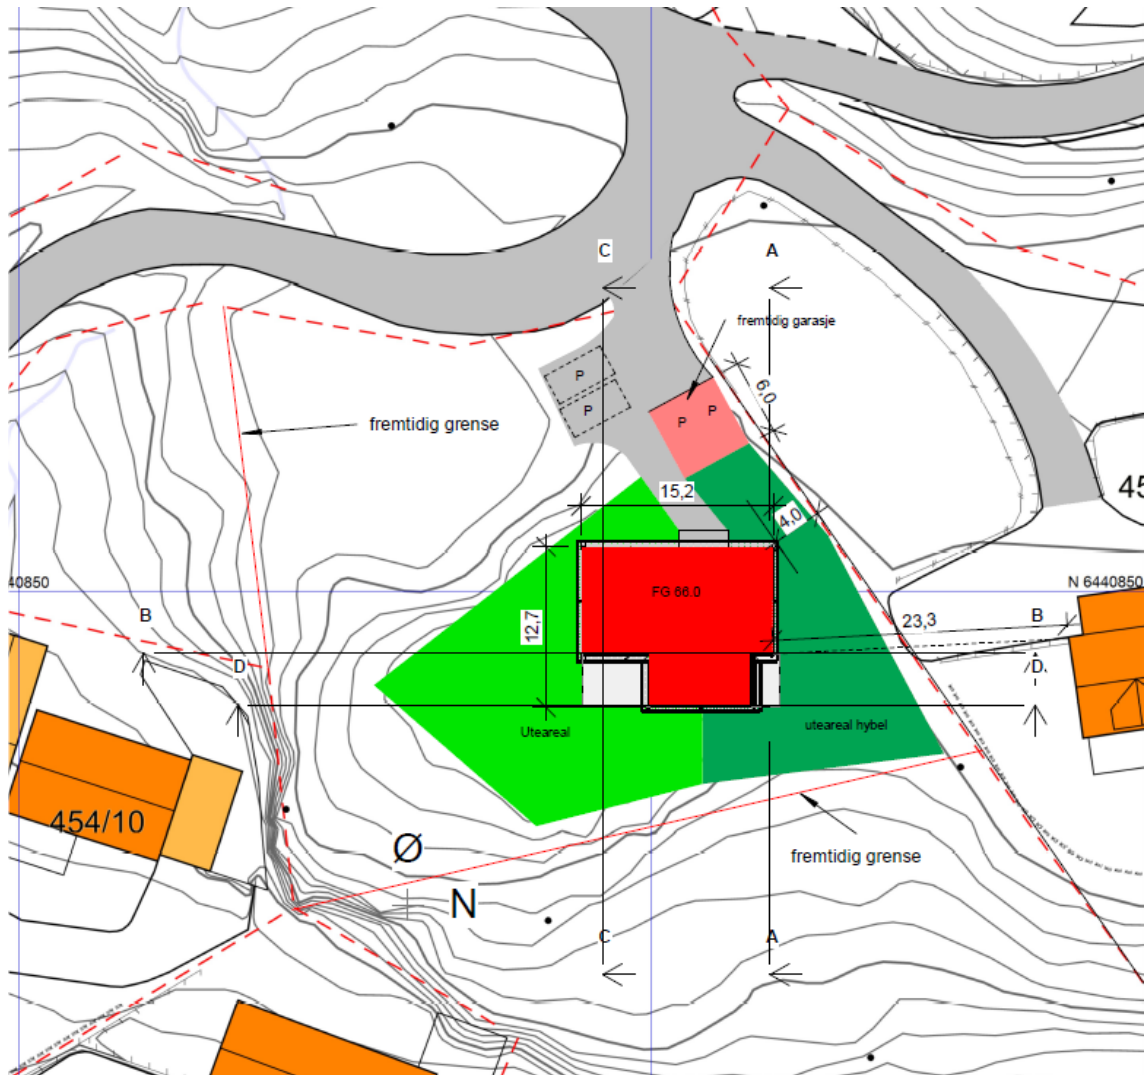 C
A
fremtidig garasje
P
P
P
P
6,0
fremtidig grense
15,2
4,0
45
40850
FG 66.0
N 6440850
B
12,7
23,3
B
D
D
Uteareal
uteareal hybel
454/10
Ø
fremtidig grense
N
C
A